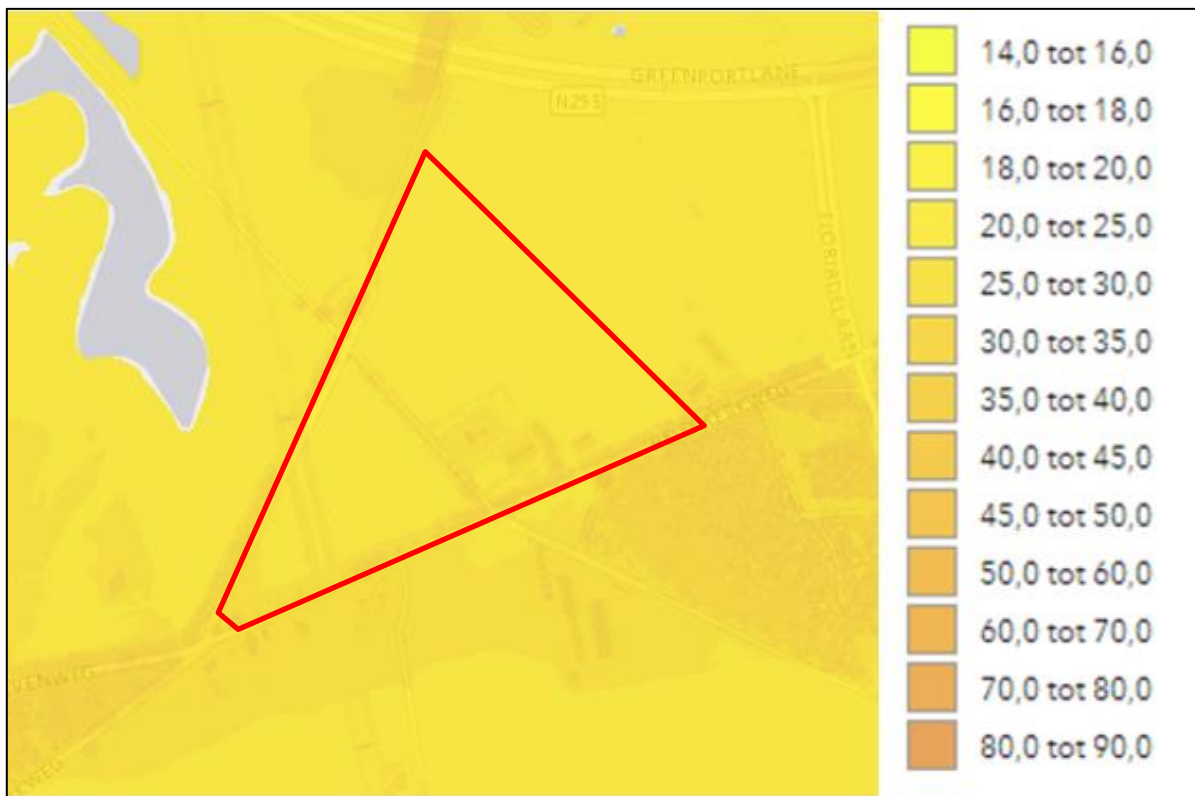 GREENPORTLANE
N295
FLORIADELAAN
VENWEG
14,0 tot 16,0
16,0 tot 18,0
18,0 tot 20,0
20,0 tot 25,0
25,0 tot 30,0
30,0 tot 35,0
35,0 tot 40,0
40,0 tot 45,0
45,0 tot 50,0
50,0 tot 60,0
60,0 tot 70,0
70,0 tot 80,0
80,0 tot 90,0